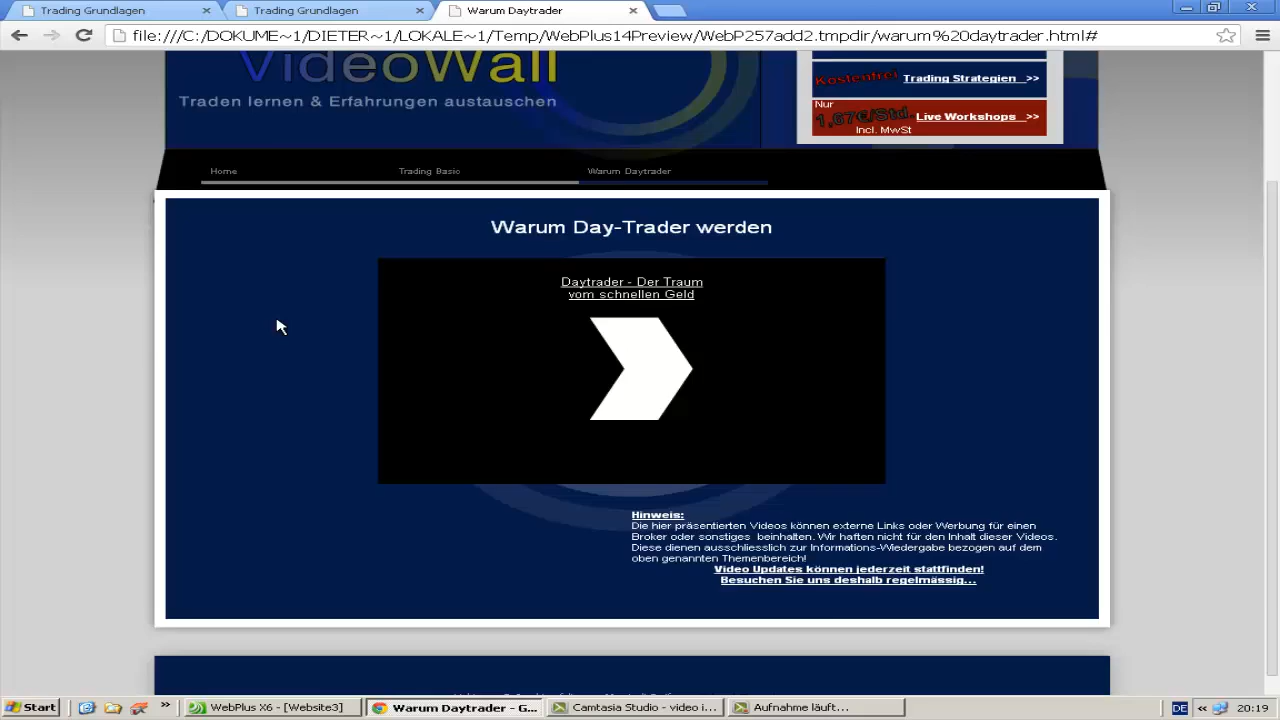 Trading Grundlagen
Trading Grundlagen
Warum Daytrader
file:///C:/DOKUME~1/DIETER~1/LOKALE~1/Temp/WebPlus14Preview/WebP257add2.tmpdir/warum%20daytrader.html#
VideoWall
Traden lernen & Erfahrungen austauschen
Kostenfrei Trading Strategien >>
Nur
1,67€/Std. Live Workshops >>
Incl. MwSt
Home
Trading Basic
Warum Daytrader
Warum Day-Trader werden
Daytrader - Der Traum
vom schnellen Geld
Hinweis:
Die hier präsentierten Videos können externe Links oder Werbung für einen
Broker oder sonstiges beinhalten. Wir haften nicht für den Inhalt dieser Videos.
Diese dienen ausschliesslich zur Informations-Wiedergabe bezogen auf dem
oben genannten Themenbereich!
Video Updates können jederzeit stattfinden!
Besuchen Sie uns deshalb regelmässig...
Start
WebPlus X6 - [Website3]
Warum Daytrader - G...
Camtasia Studio - video i...
Aufnahme läuft...
DE
20:19